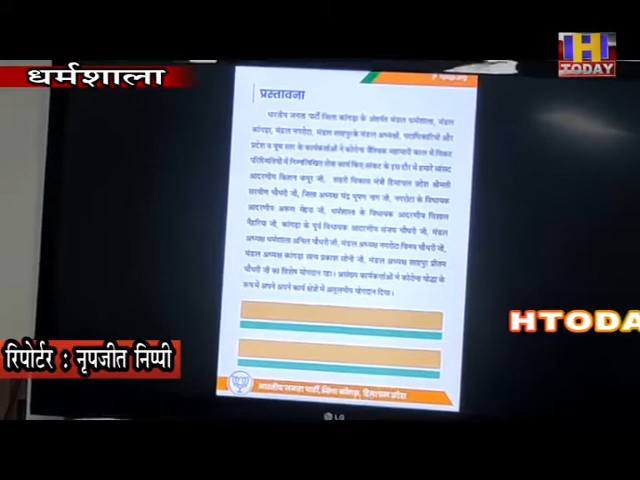 धर्मशाला
H
TODAY
प्रस्तावना
भारतीय जनता पार्टी जिला कांगड़ा के अंतर्गत मंडल धर्मशाला, मंडल
कांगड़ा, मंडल नगरोटा, मंडल शाहपुर के मंडल अध्यक्षों, पदाधिकारियों और
प्रदेश व बूथ स्तर के कार्यकर्ताओं ने कोरोना वैश्विक महामारी काल में विकट
परिस्थितियों में निम्नलिखित सेवा कार्य किए, संकट के इस दौर में हमारे सांसद
आदरणीय किशन कपूर जी, शहरी विकास मंत्री हिमाचल प्रदेश श्रीमती
सरवीण चौधरी जी, जिला अध्यक्ष चंद्र भूषण नाग जी, नगरोटा के विधायक
आदरणीय अरुण मेहरा जी, धर्मशाला के विधायक आदरणीय विशाल
नैहरिया जी, कांगड़ा के पूर्व विधायक आदरणीय संजय चौधरी जी, मंडल
अध्यक्ष धर्मशाला अनिल चौधरी जी, मंडल अध्यक्ष नगरोटा विनय चौधरी जी,
मंडल अध्यक्ष कांगड़ा सत्य प्रकाश सोनी जी, मंडल अध्यक्ष शाहपुर प्रीतम
चौधरी जी का विशेष योगदान रहा। असंख्य कार्यकर्ताओं ने कोरोना योद्धा के
रूप में अपने अपने कार्य क्षेत्रों में अतुलनीय योगदान दिया।
HTODA
रिपोर्टर : नृपजीत निप्पी
भारतीय जनता पार्टी, जिला कांगड़ा, हिमाचल प्रदेश
LG